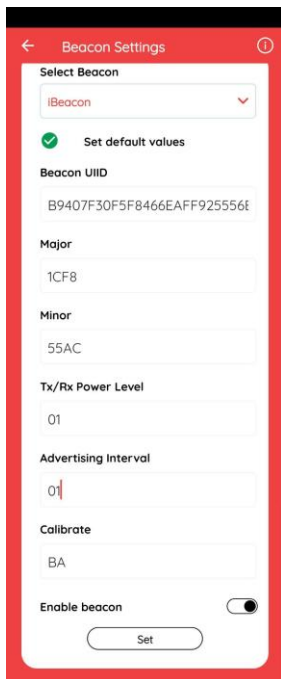 Beacon Settings
Select Beacon
iBeacon
Set default values
Beacon UIID
B9407F30F5F8466EAFF925556E
Major
1CF8
Minor
55AC
Tx/Rx Power Level
01
Advertising Interval
01
Calibrate
BA
Enable beacon
Set